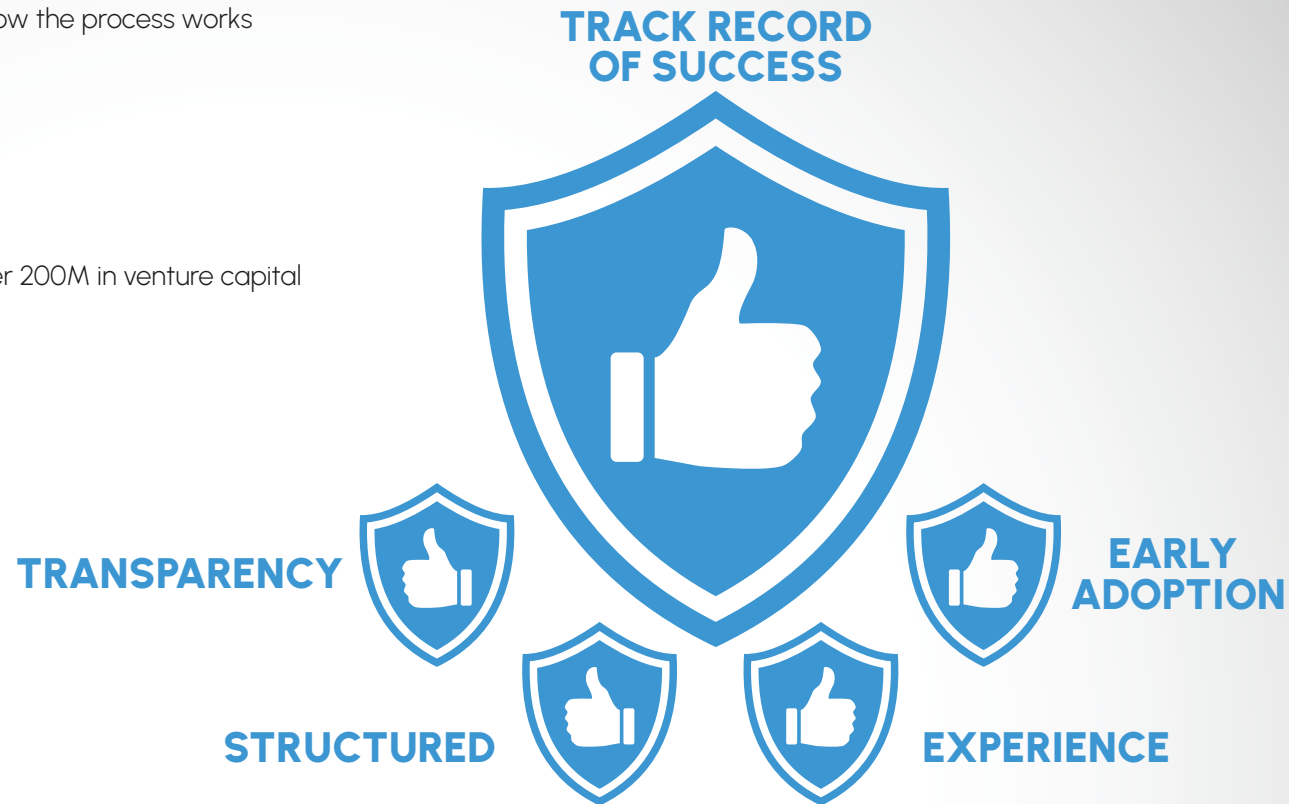 ow the process works
TRACK RECORD
OF SUCCESS
er 200M in venture capital
TRANSPARENCY
EARLY
ADOPTION
STRUCTURED
EXPERIENCE